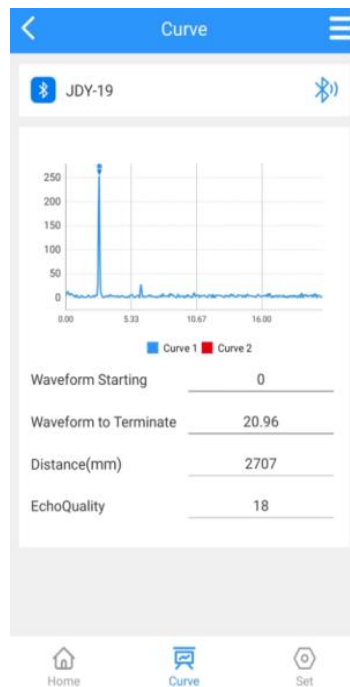 Curve
JDY-19
250
200
150
100
50
0
0.00 5.33 10.67 16.00
Curve 1 Curve 2
Waveform Starting 0
Waveform to Terminate 20.96
Distance(mm) 2707
EchoQuality 18
Home Curve Set